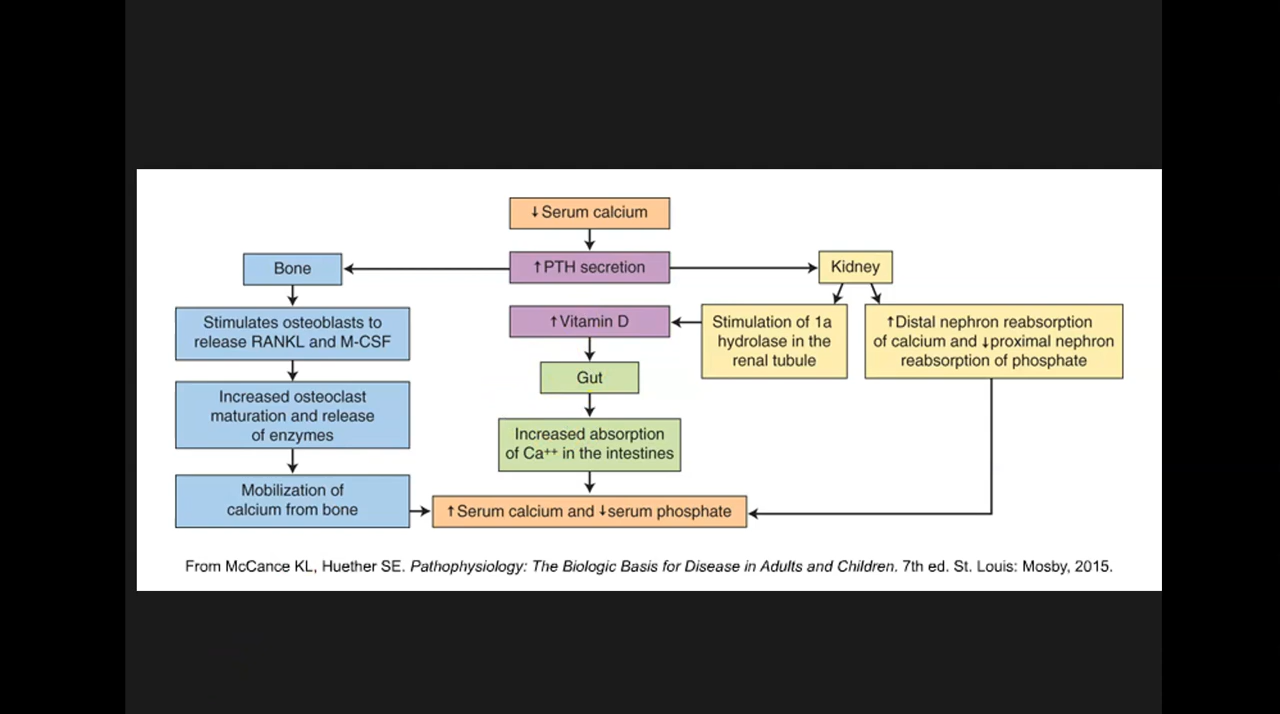 ↓Serum calcium
Bone
↑PTH secretion
Kidney
Stimulates osteoblasts to
release RANKL and M-CSF
↑Vitamin D
Stimulation of 1a
hydrolase in the
renal tubule
↑Distal nephron reabsorption
of calcium and ↓proximal nephron
reabsorption of phosphate
Gut
Increased osteoclast
maturation and release
of enzymes
Increased absorption
of Ca⁺⁺ in the intestines
Mobilization of
calcium from bone
↑Serum calcium and ↓serum phosphate
From McCance KL, Huether SE. Pathophysiology: The Biologic Basis for Disease in Adults and Children. 7th ed. St. Louis: Mosby, 2015.